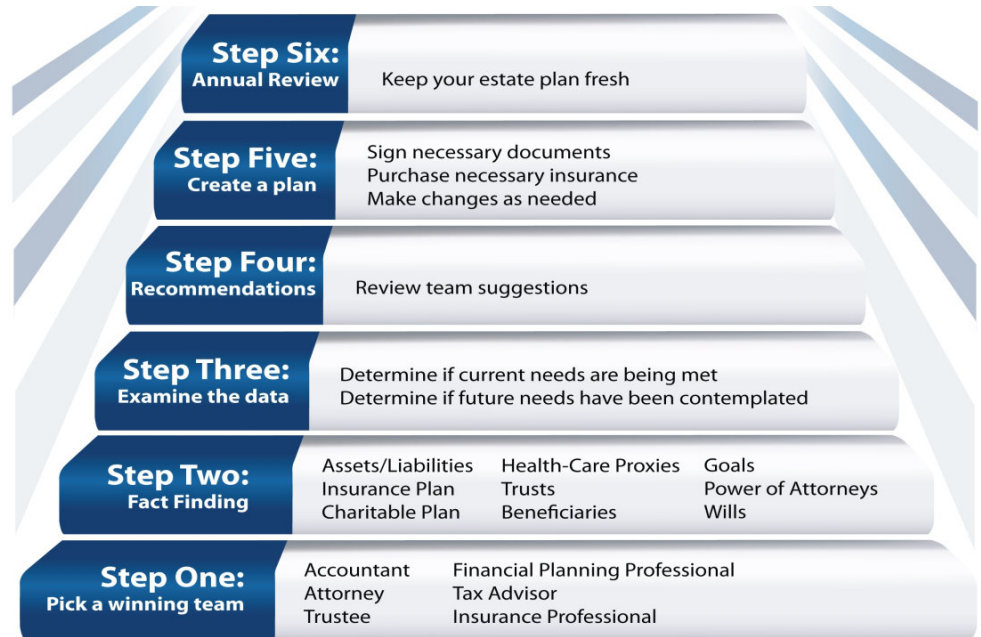 Step Six:
Annual Review
Keep your estate plan fresh
Step Five:
Create a plan
Sign necessary documents
Purchase necessary insurance
Make changes as needed
Step Four:
Recommendations
Review team suggestions
Step Three:
Examine the data
Determine if current needs are being met
Determine if future needs have been contemplated
Step Two:
Fact Finding
Assets/Liabilities Health-Care Proxies Goals
Insurance Plan Trusts Power of Attorneys
Charitable Plan Beneficiaries Wills
Step One:
Pick a winning team
Accountant Financial Planning Professional
Attorney Tax Advisor
Trustee Insurance Professional